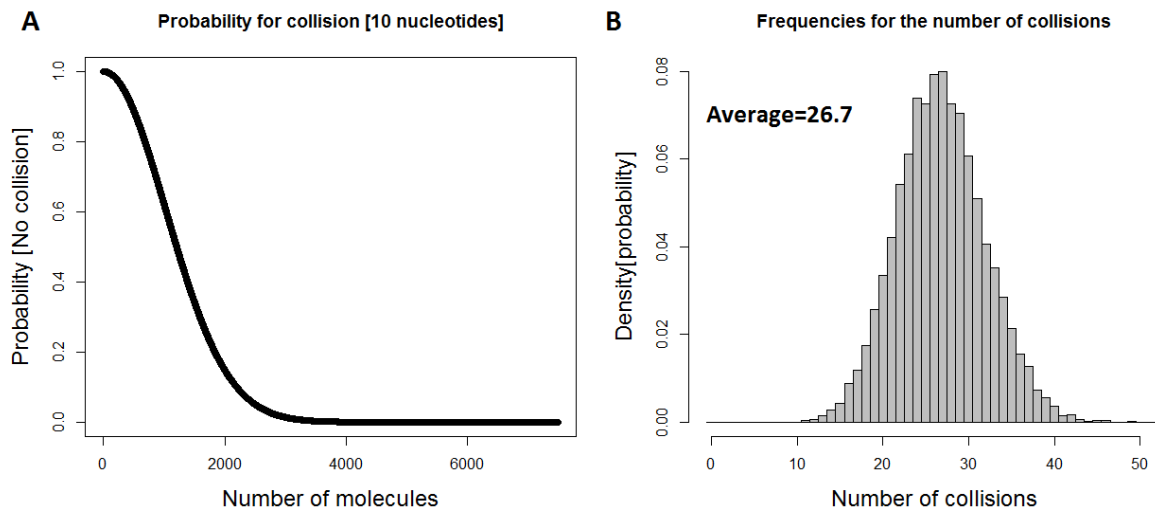 A
Probability for collision [10 nucleotides]
Probability [No collision]
1.0
0.8
0.6
0.4
0.2
0.0
0
2000
4000
6000
Number of molecules
B
Frequencies for the number of collisions
Average=26.7
Density[probability]
0.08
0.06
0.04
0.02
0.00
0
10
20
30
40
50
Number of collisions